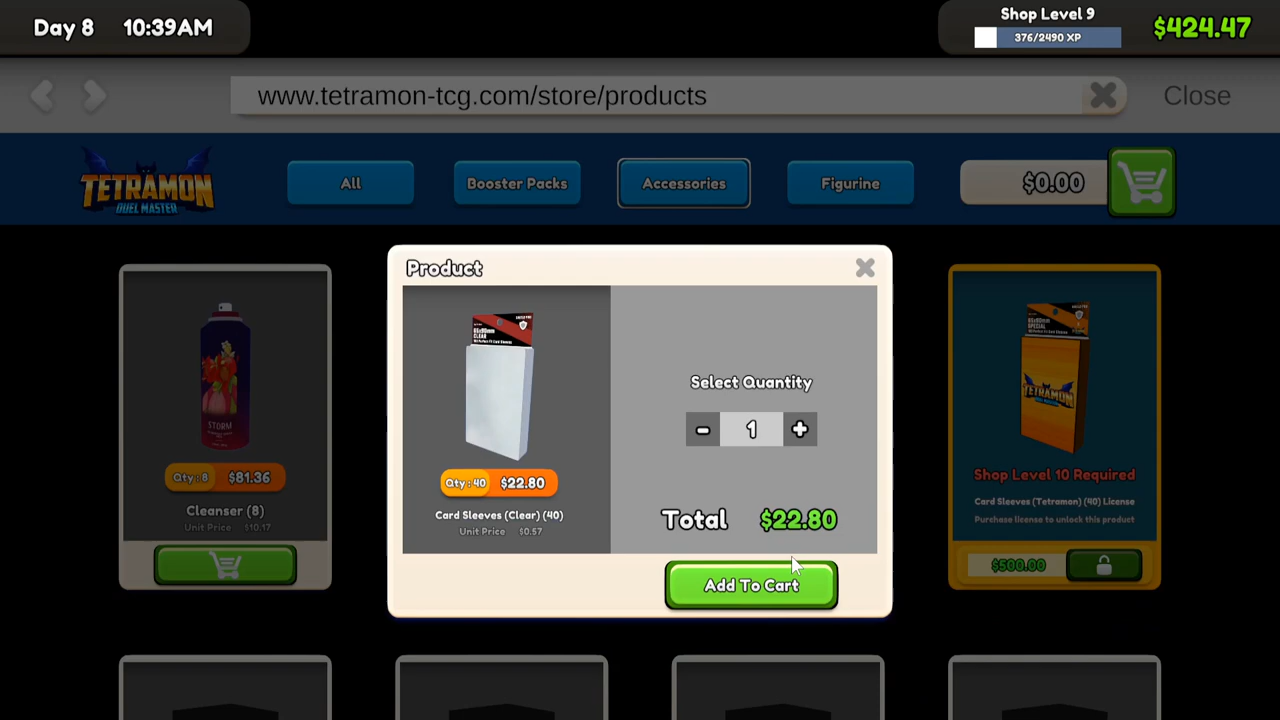 Day 8 10:39AM
Shop Level 9
376/2490 XP
$424.47
www.tetramon-tcg.com/store/products
Close
TETRAMON
DUEL MASTER
All
Booster Packs
Accessories
Figurine
$0.00
Product
Select Quantity
- 1 +
Qty : 40 $22.80
Card Sleeves (Clear) (40)
Unit Price $0.57
Total $22.80
Add To Cart
STORM
Qty : 8 $81.36
Cleanser (8)
Unit Price $10.17
CLEAR
SPECIAL
TETRAMON
Shop Level 10 Required
Card Sleeves (Tetramon) (40) License
Purchase license to unlock this product
$500.00